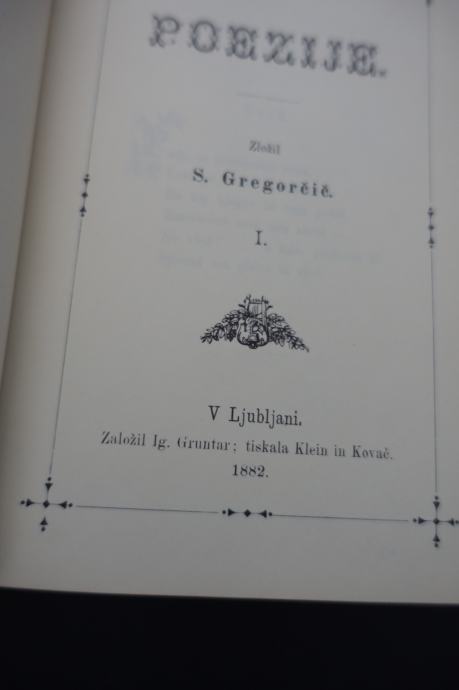 POEZIJE.
Zložil
S. Gregorčič.
I.
V Ljubljani.
Založil Ig. Gruntar; tiskala Klein in Kovač.
1882.